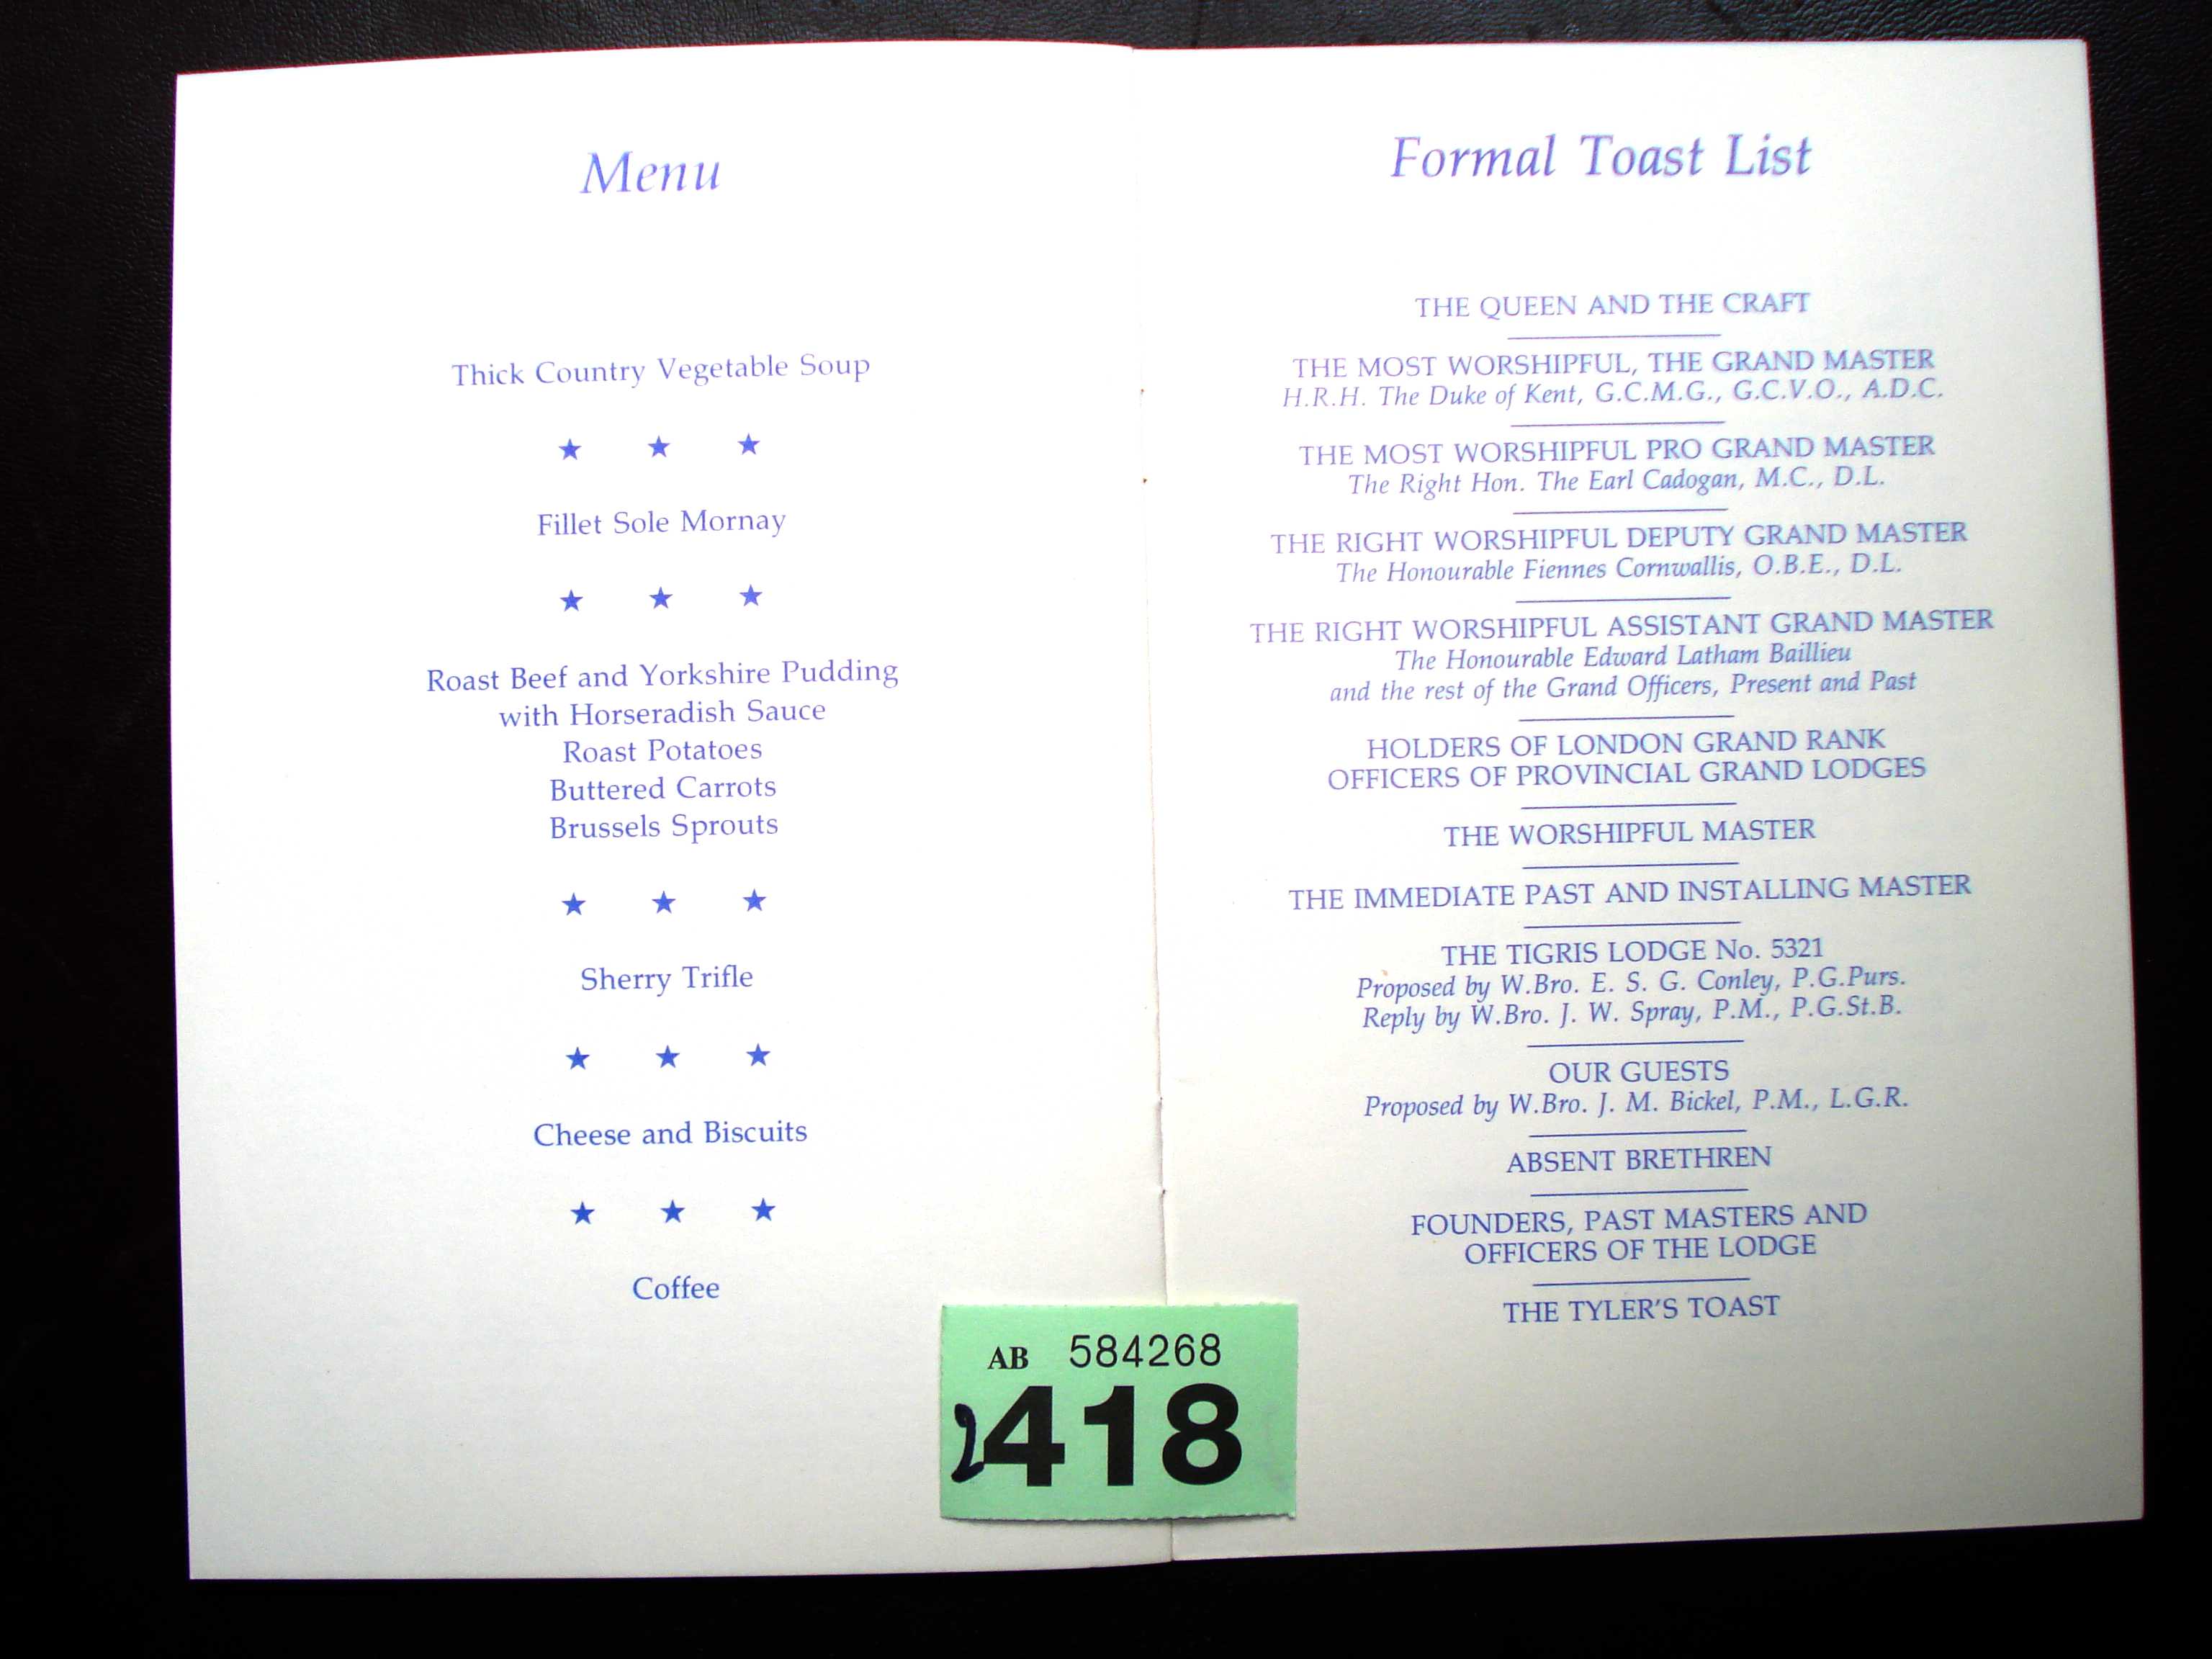 Menu
Thick Country Vegetable Soup
★ ★ ★
Fillet Sole Mornay
★ ★ ★
Roast Beef and Yorkshire Pudding
with Horseradish Sauce
Roast Potatoes
Buttered Carrots
Brussels Sprouts
★ ★ ★
Sherry Trifle
★ ★ ★
Cheese and Biscuits
★ ★ ★
Coffee
Formal Toast List
THE QUEEN AND THE CRAFT
THE MOST WORSHIPFUL, THE GRAND MASTER
H.R.H. The Duke of Kent, G.C.M.G., G.C.V.O., A.D.C.
THE MOST WORSHIPFUL PRO GRAND MASTER
The Right Hon. The Earl Cadogan, M.C., D.L.
THE RIGHT WORSHIPFUL DEPUTY GRAND MASTER
The Honourable Fiennes Cornwallis, O.B.E., D.L.
THE RIGHT WORSHIPFUL ASSISTANT GRAND MASTER
The Honourable Edward Latham Baillieu
and the rest of the Grand Officers, Present and Past
HOLDERS OF LONDON GRAND RANK
OFFICERS OF PROVINCIAL GRAND LODGES
THE WORSHIPFUL MASTER
THE IMMEDIATE PAST AND INSTALLING MASTER
THE TIGRIS LODGE No. 5321
Proposed by W.Bro. E. S. G. Conley, P.G.Purs.
Reply by W.Bro. J. W. Spray, P.M., P.G.St.B.
OUR GUESTS
Proposed by W.Bro. J. M. Bickel, P.M., L.G.R.
ABSENT BRETHREN
FOUNDERS, PAST MASTERS AND
OFFICERS OF THE LODGE
THE TYLER'S TOAST
AB 584268
2418